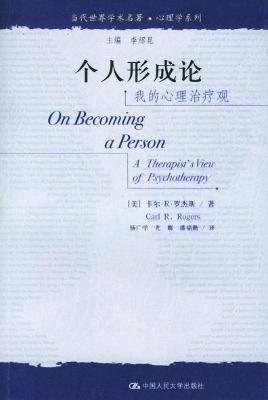 当代世界学术名著·心理学系列
主编 李绍昆
个人形成论
我的心理治疗观
On Becoming
a Person
A Therapist's View
of Psychotherapy
[美] 卡尔·R·罗杰斯 / 著
Carl R. Rogers
杨广学 尤娜 潘福勤 / 译
中国人民大学出版社